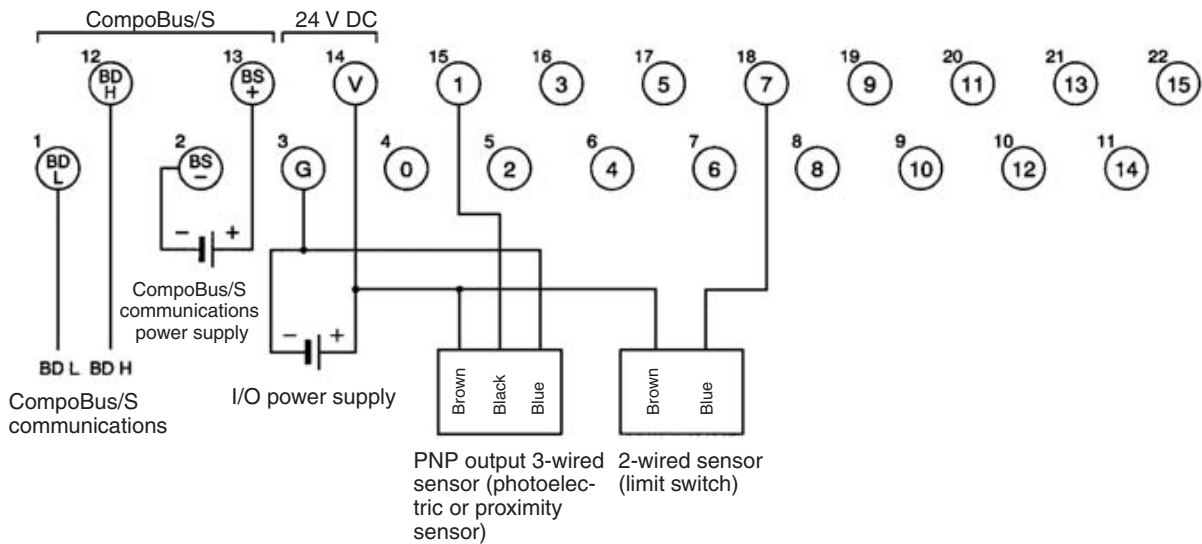 CompoBus/S 24 V DC
12 13 14 15 16 17 18 19 20 21 22
BD H BS + V 1 3 5 7 9 11 13 15
1 2 3 4 5 6 7 8 9 10 11
BD L BS – G 0 2 4 6 8 10 12 14
– +
CompoBus/S
communications
power supply
– +
BD L BD H
CompoBus/S
communications
I/O power supply
Brown Black Blue
Brown Blue
PNP output 3-wired
sensor (photoelec-
tric or proximity
sensor)
2-wired sensor
(limit switch)